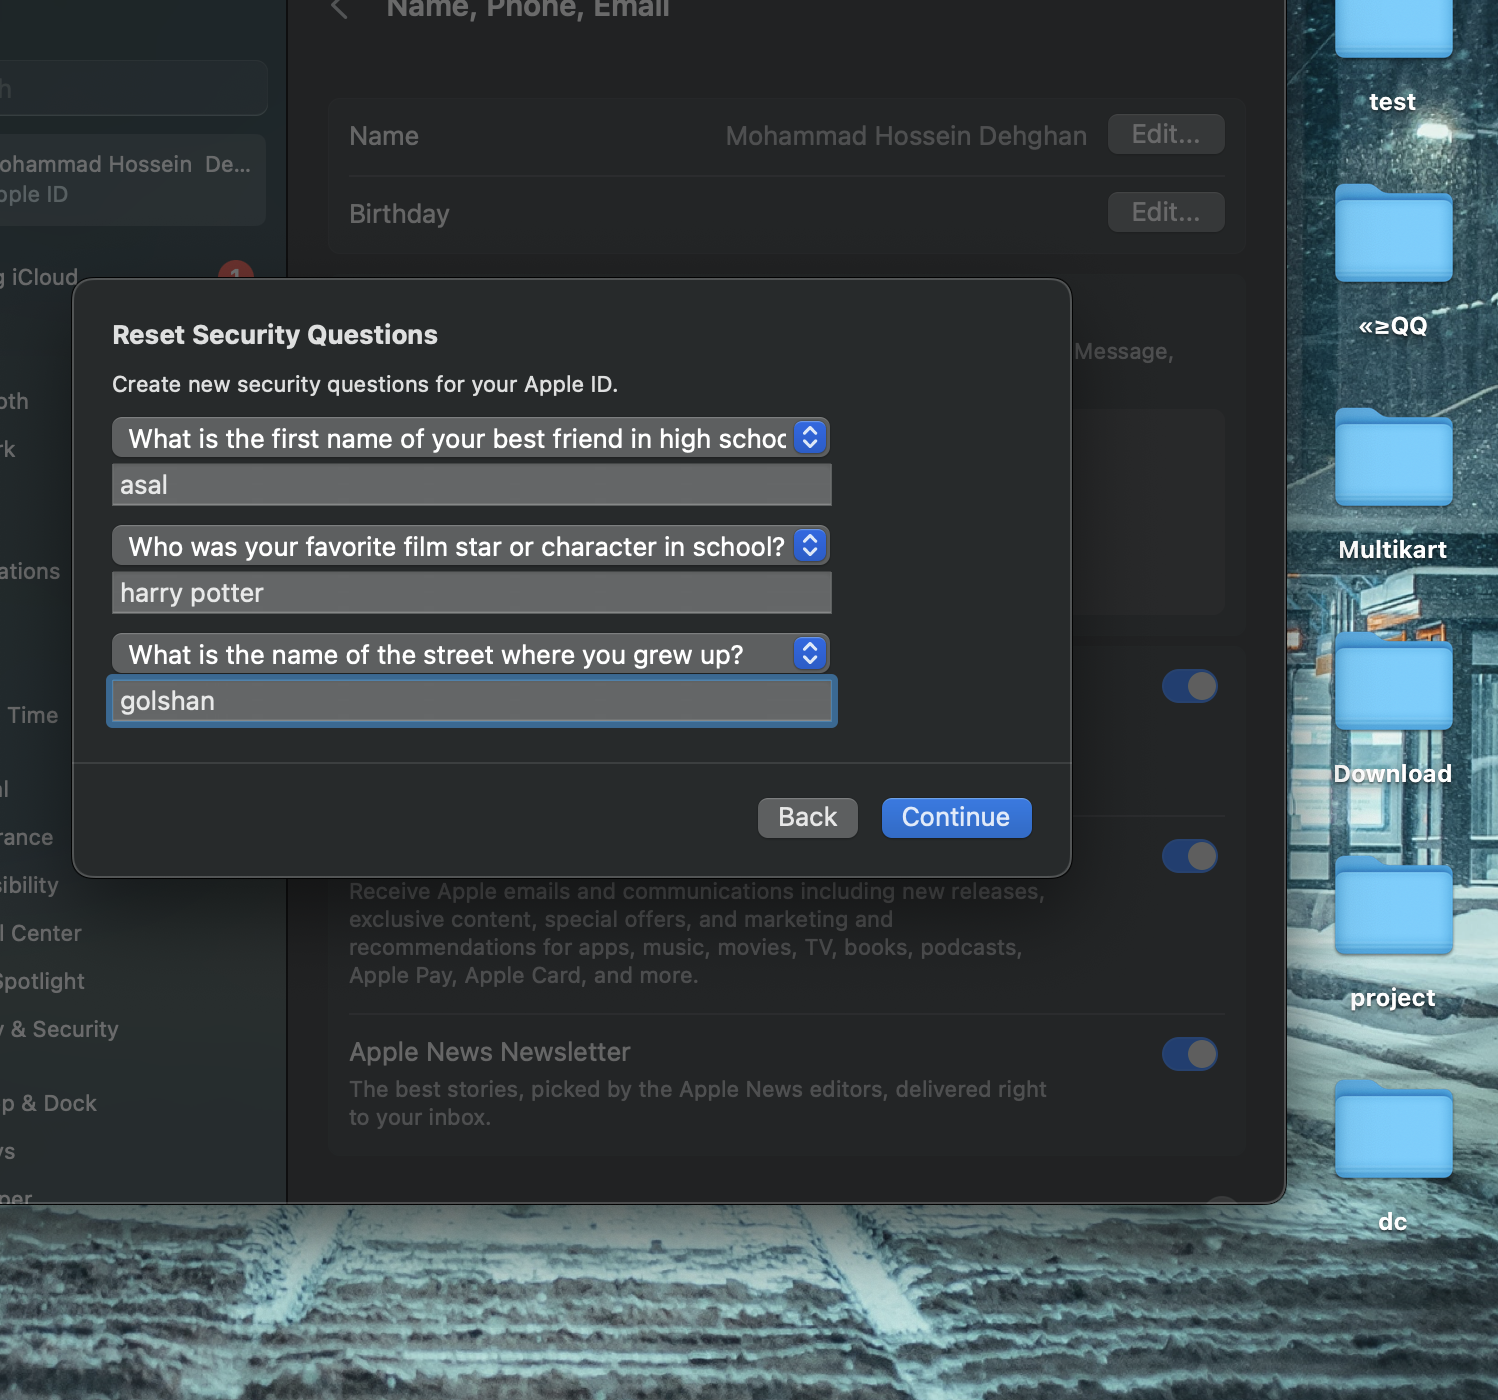 Name, Phone, Email
h
Name
Mohammad Hossein Dehghan
Edit...
ohammad Hossein De...
pple ID
Birthday
Edit...
g iCloud
1
Reset Security Questions
Create new security questions for your Apple ID.
What is the first name of your best friend in high schoo
asal
Who was your favorite film star or character in school?
harry potter
What is the name of the street where you grew up?
golshan
Back
Continue
Message,
oth
rk
ations
Time
al
rance
sibility
l Center
Spotlight
y & Security
p & Dock
ys
per
Receive Apple emails and communications including new releases,
exclusive content, special offers, and marketing and
recommendations for apps, music, movies, TV, books, podcasts,
Apple Pay, Apple Card, and more.
Apple News Newsletter
The best stories, picked by the Apple News editors, delivered right
to your inbox.
test
«≥QQ
Multikart
Download
project
dc